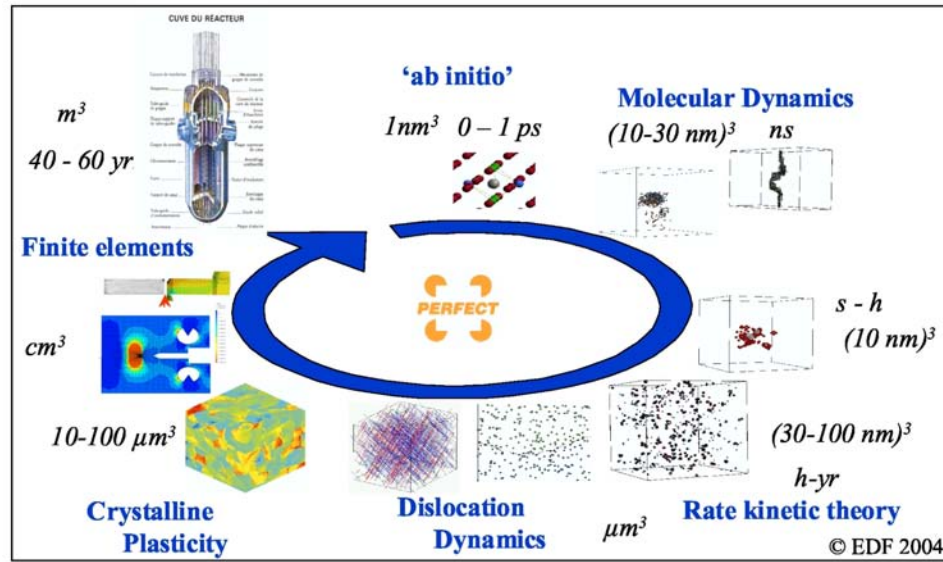 CUVE DU RÉACTEUR
‘ab initio’
1nm³ 0 – 1 ps
Molecular Dynamics
(10-30 nm)³ ns
m³
40 - 60 yr
Finite elements
PERFECT
s - h
(10 nm)³
cm³
10-100 µm³
(30-100 nm)³
h-yr
Crystalline
Plasticity
Dislocation
Dynamics
µm³
Rate kinetic theory
© EDF 2004